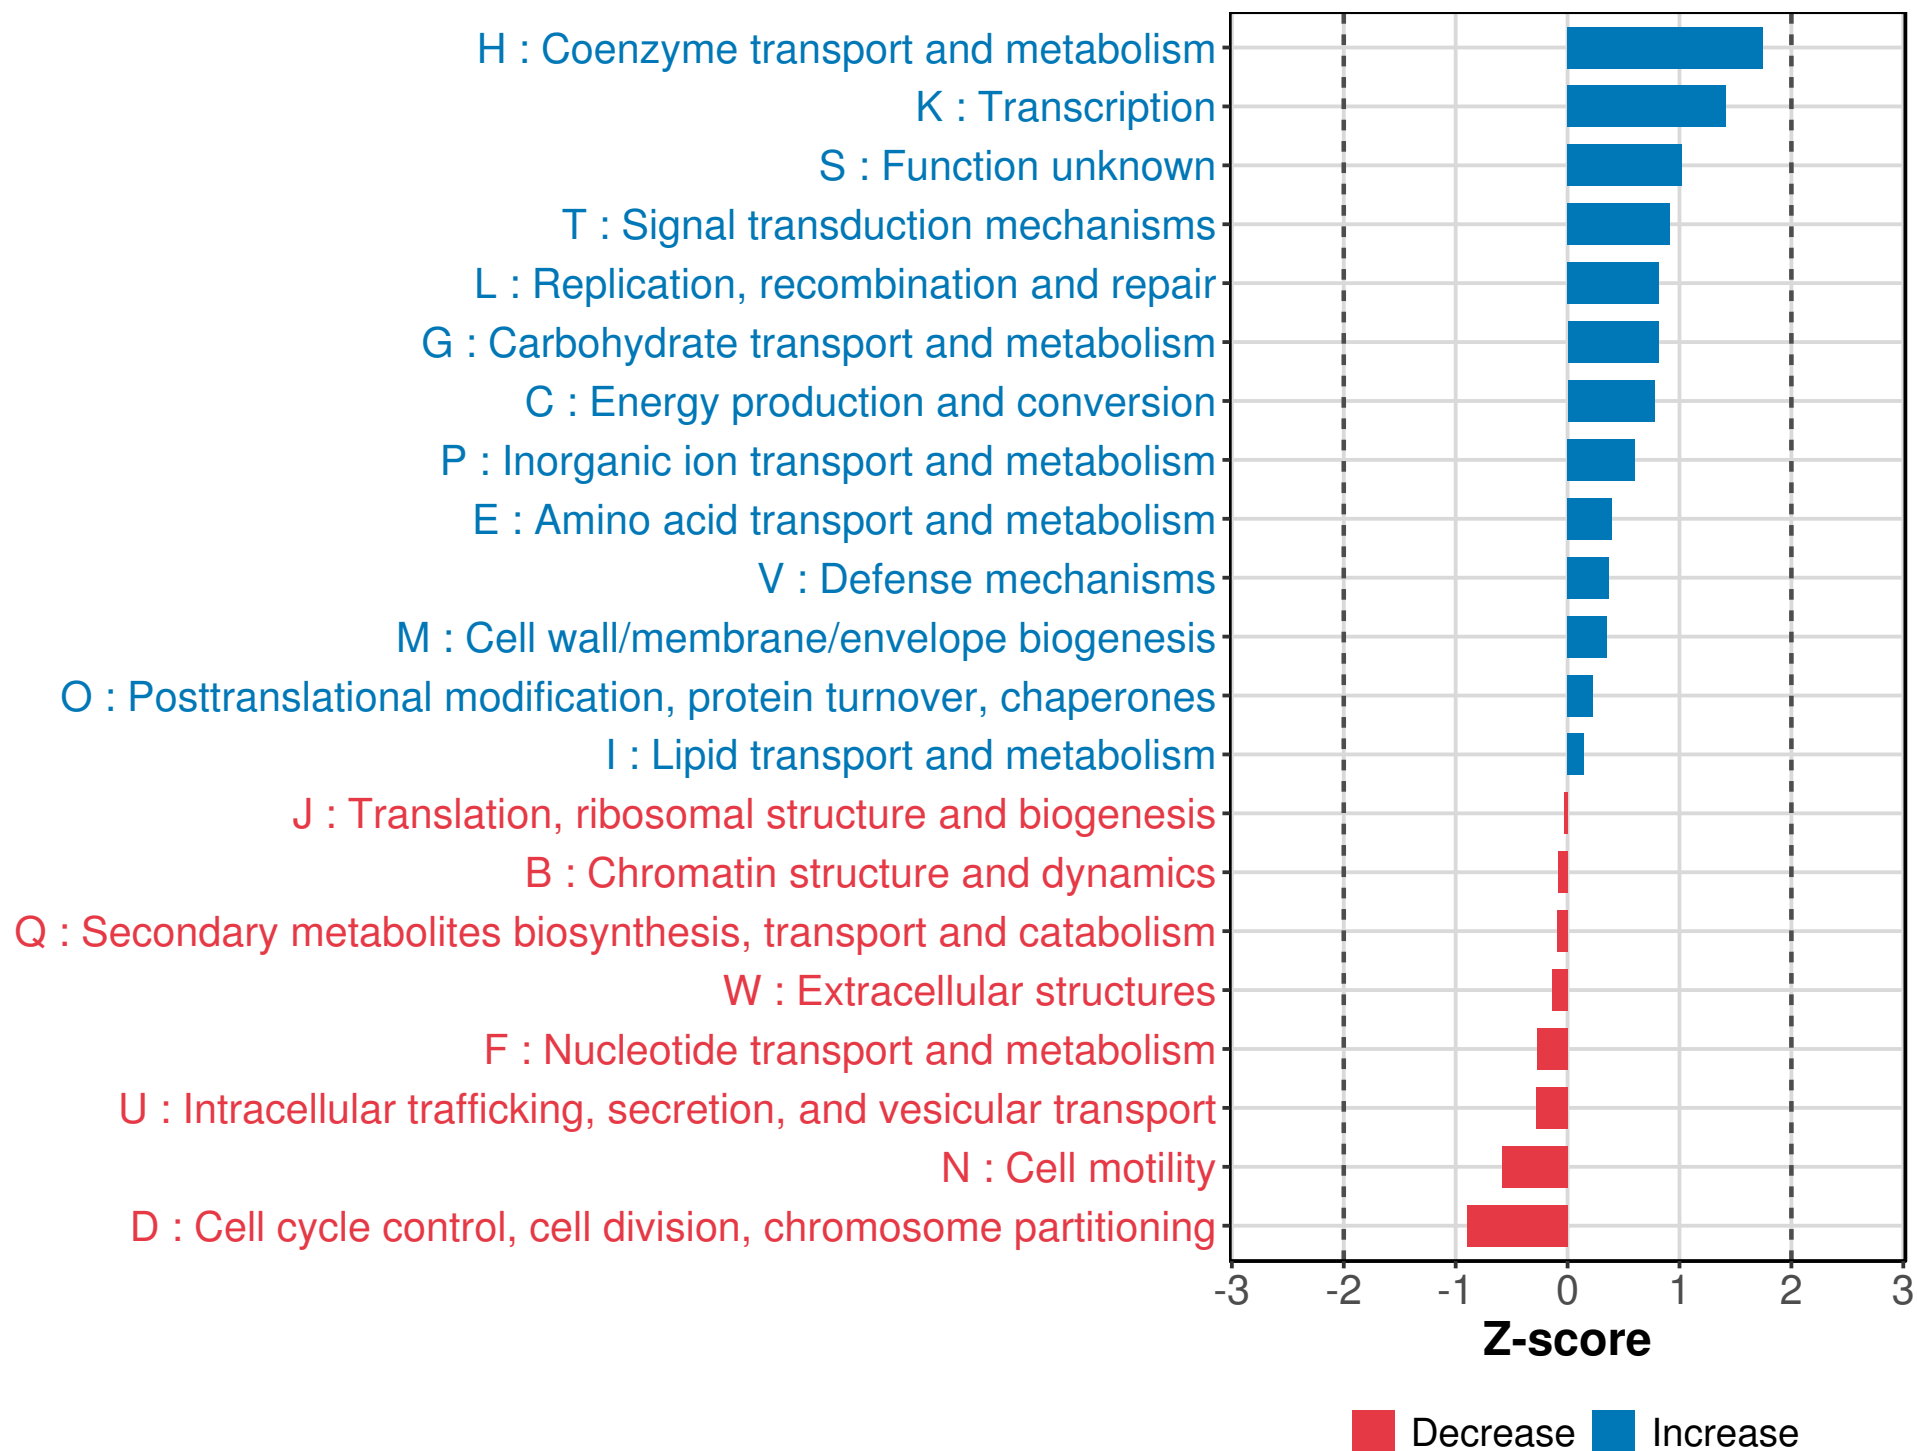 H : Coenzyme transport and metabolism
K : Transcription
S : Function unknown
T : Signal transduction mechanisms
L : Replication, recombination and repair
G : Carbohydrate transport and metabolism
C : Energy production and conversion
P : Inorganic ion transport and metabolism
E : Amino acid transport and metabolism
V : Defense mechanisms
M : Cell wall/membrane/envelope biogenesis
O : Posttranslational modification, protein turnover, chaperones
I : Lipid transport and metabolism
J : Translation, ribosomal structure and biogenesis
B : Chromatin structure and dynamics
Q : Secondary metabolites biosynthesis, transport and catabolism
W : Extracellular structures
F : Nucleotide transport and metabolism
U : Intracellular trafficking, secretion, and vesicular transport
N : Cell motility
D : Cell cycle control, cell division, chromosome partitioning
-3 -2 -1 0 1 2 3
Z-score
Decrease Increase